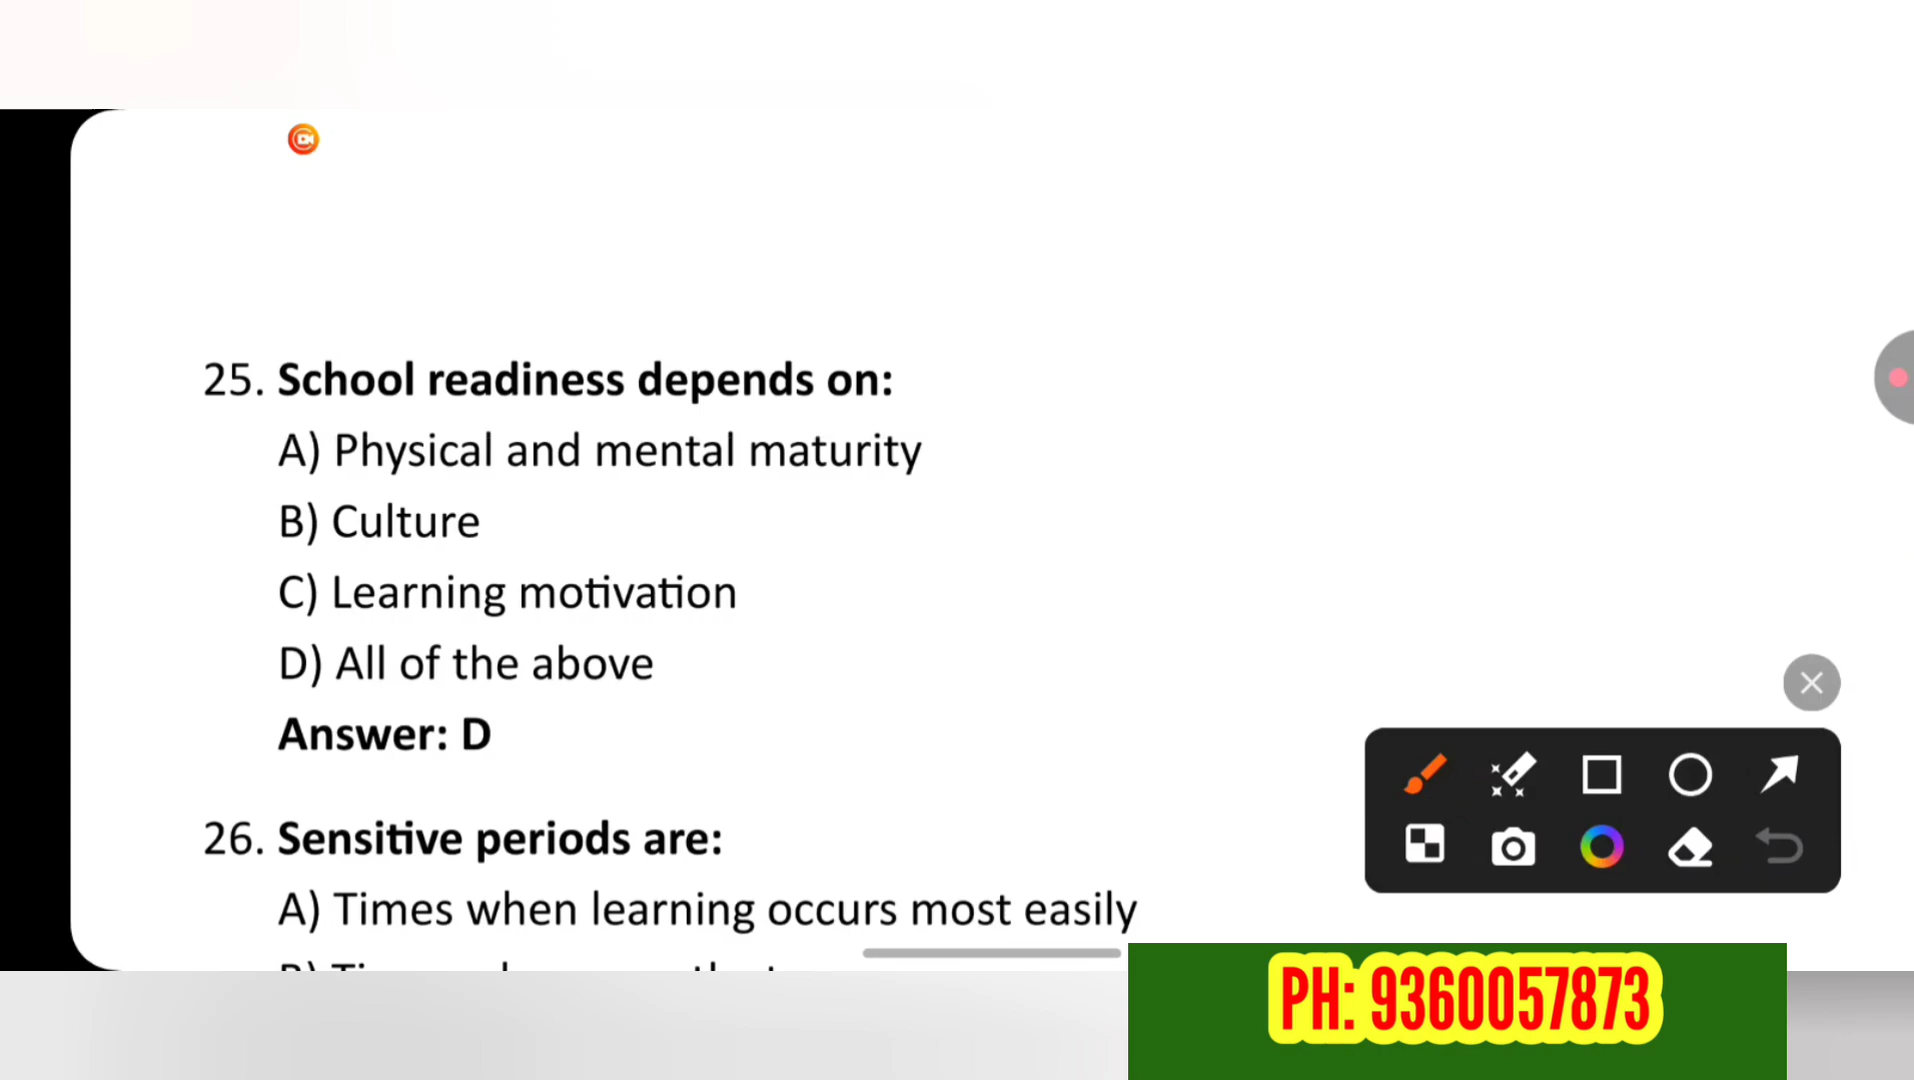 25. School readiness depends on:
A) Physical and mental maturity
B) Culture
C) Learning motivation
D) All of the above
Answer: D
26. Sensitive periods are:
A) Times when learning occurs most easily
PH: 9360057873